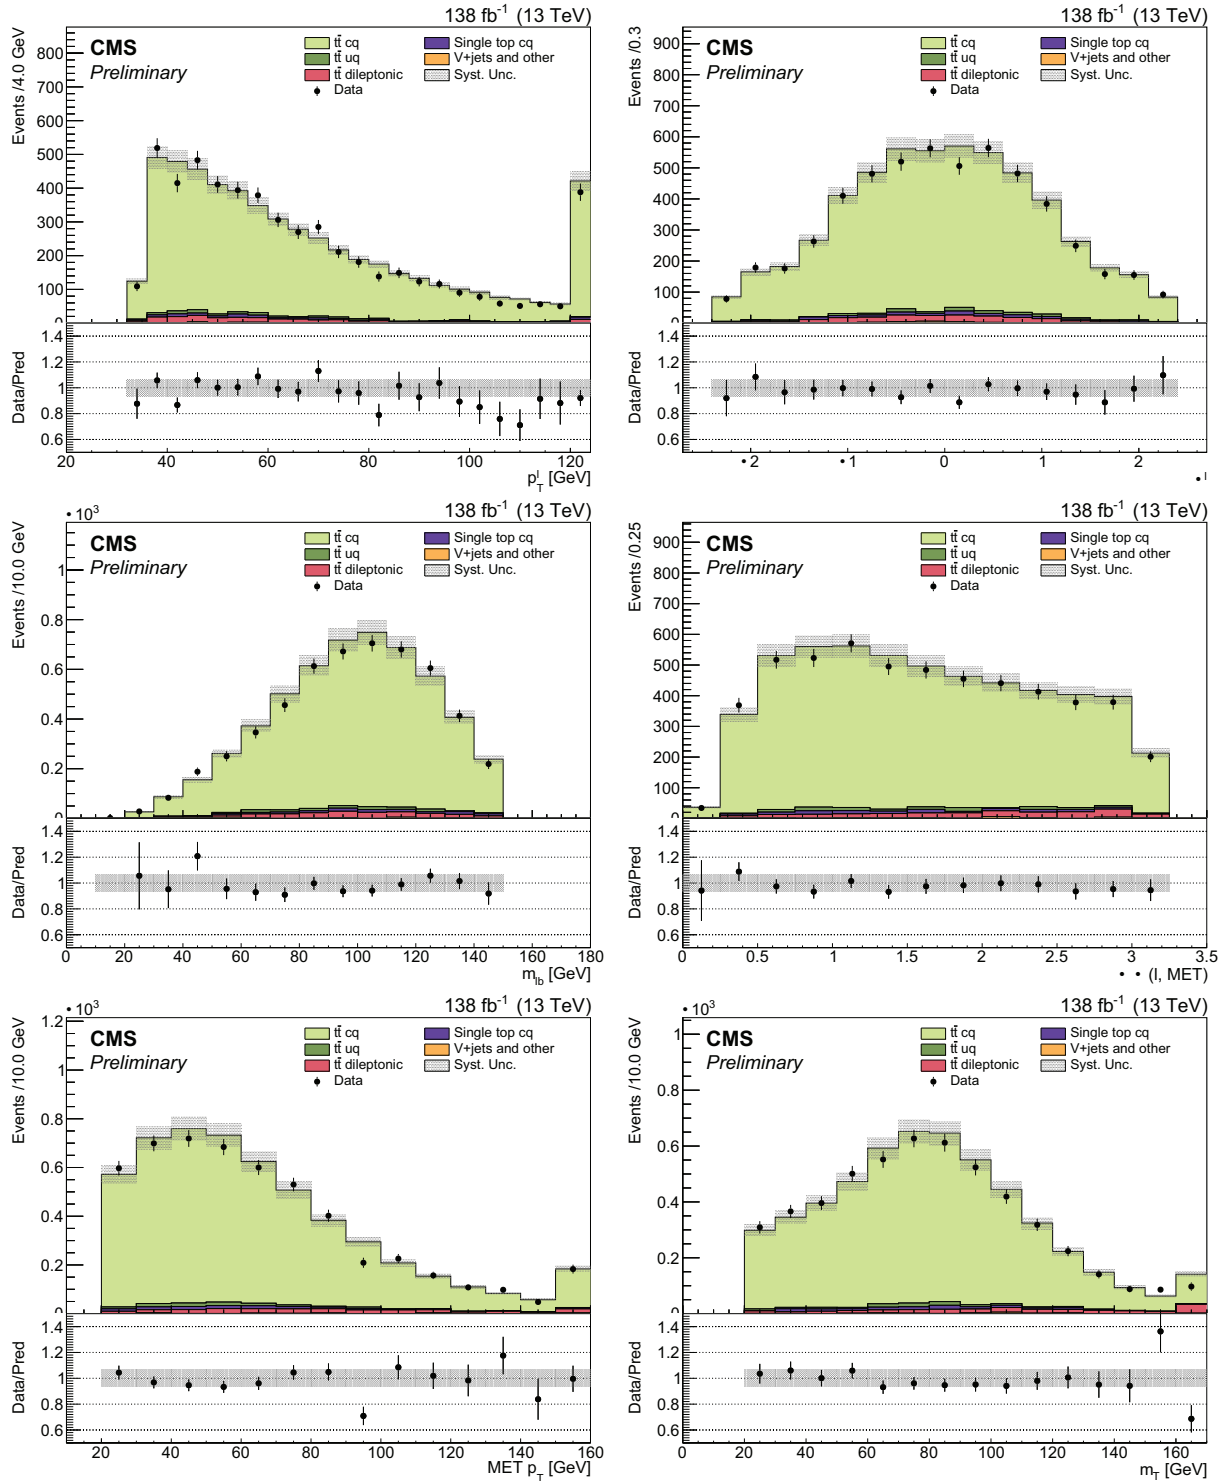 138 fb-1 (13 TeV)
CMS
Preliminary
tt̄ cq
tt̄ uq
tt̄ dileptonic
Data
Single top cq
V+jets and other
Syst. Unc.
Events /4.0 GeV
800
700
600
500
400
300
200
100
0
Data/Pred
1.4
1.2
1
0.8
0.6
20 40 60 80 100 120
p_T^l [GeV]
138 fb-1 (13 TeV)
CMS
Preliminary
tt̄ cq
tt̄ uq
tt̄ dileptonic
Data
Single top cq
V+jets and other
Syst. Unc.
Events /0.3
900
800
700
600
500
400
300
200
100
0
Data/Pred
1.4
1.2
1
0.8
0.6
•2 •1 0 1 2
• l
• 10³
138 fb-1 (13 TeV)
CMS
Preliminary
tt̄ cq
tt̄ uq
tt̄ dileptonic
Data
Single top cq
V+jets and other
Syst. Unc.
Events /10.0 GeV
1
0.8
0.6
0.4
0.2
0
Data/Pred
1.4
1.2
1
0.8
0.6
0 20 40 60 80 100 120 140 160 180
m_lb [GeV]
138 fb-1 (13 TeV)
CMS
Preliminary
tt̄ cq
tt̄ uq
tt̄ dileptonic
Data
Single top cq
V+jets and other
Syst. Unc.
Events /0.25
900
800
700
600
500
400
300
200
100
0
Data/Pred
1.4
1.2
1
0.8
0.6
0 0.5 1 1.5 2 2.5 3 3.5
• • (l, MET)
• 10³
138 fb-1 (13 TeV)
CMS
Preliminary
tt̄ cq
tt̄ uq
tt̄ dileptonic
Data
Single top cq
V+jets and other
Syst. Unc.
Events /10.0 GeV
1.2
1
0.8
0.6
0.4
0.2
0
Data/Pred
1.4
1.2
1
0.8
0.6
20 40 60 80 100 120 140 160
MET p_T [GeV]
• 10³
138 fb-1 (13 TeV)
CMS
Preliminary
tt̄ cq
tt̄ uq
tt̄ dileptonic
Data
Single top cq
V+jets and other
Syst. Unc.
Events /10.0 GeV
1
0.8
0.6
0.4
0.2
0
Data/Pred
1.4
1.2
1
0.8
0.6
0 20 40 60 80 100 120 140 160
m_T [GeV]